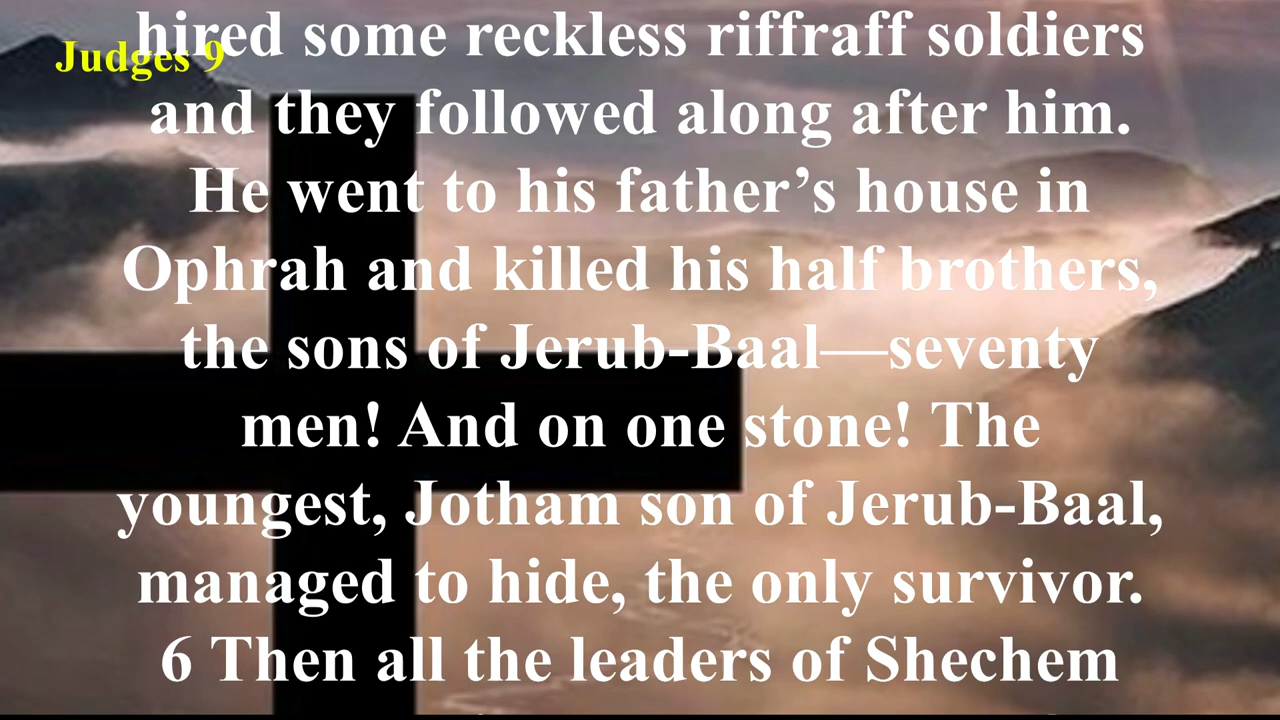 Judges 9
hired some reckless riffraff soldiers
and they followed along after him.
He went to his father’s house in
Ophrah and killed his half brothers,
the sons of Jerub-Baal—seventy
men! And on one stone! The
youngest, Jotham son of Jerub-Baal,
managed to hide, the only survivor.
6 Then all the leaders of Shechem